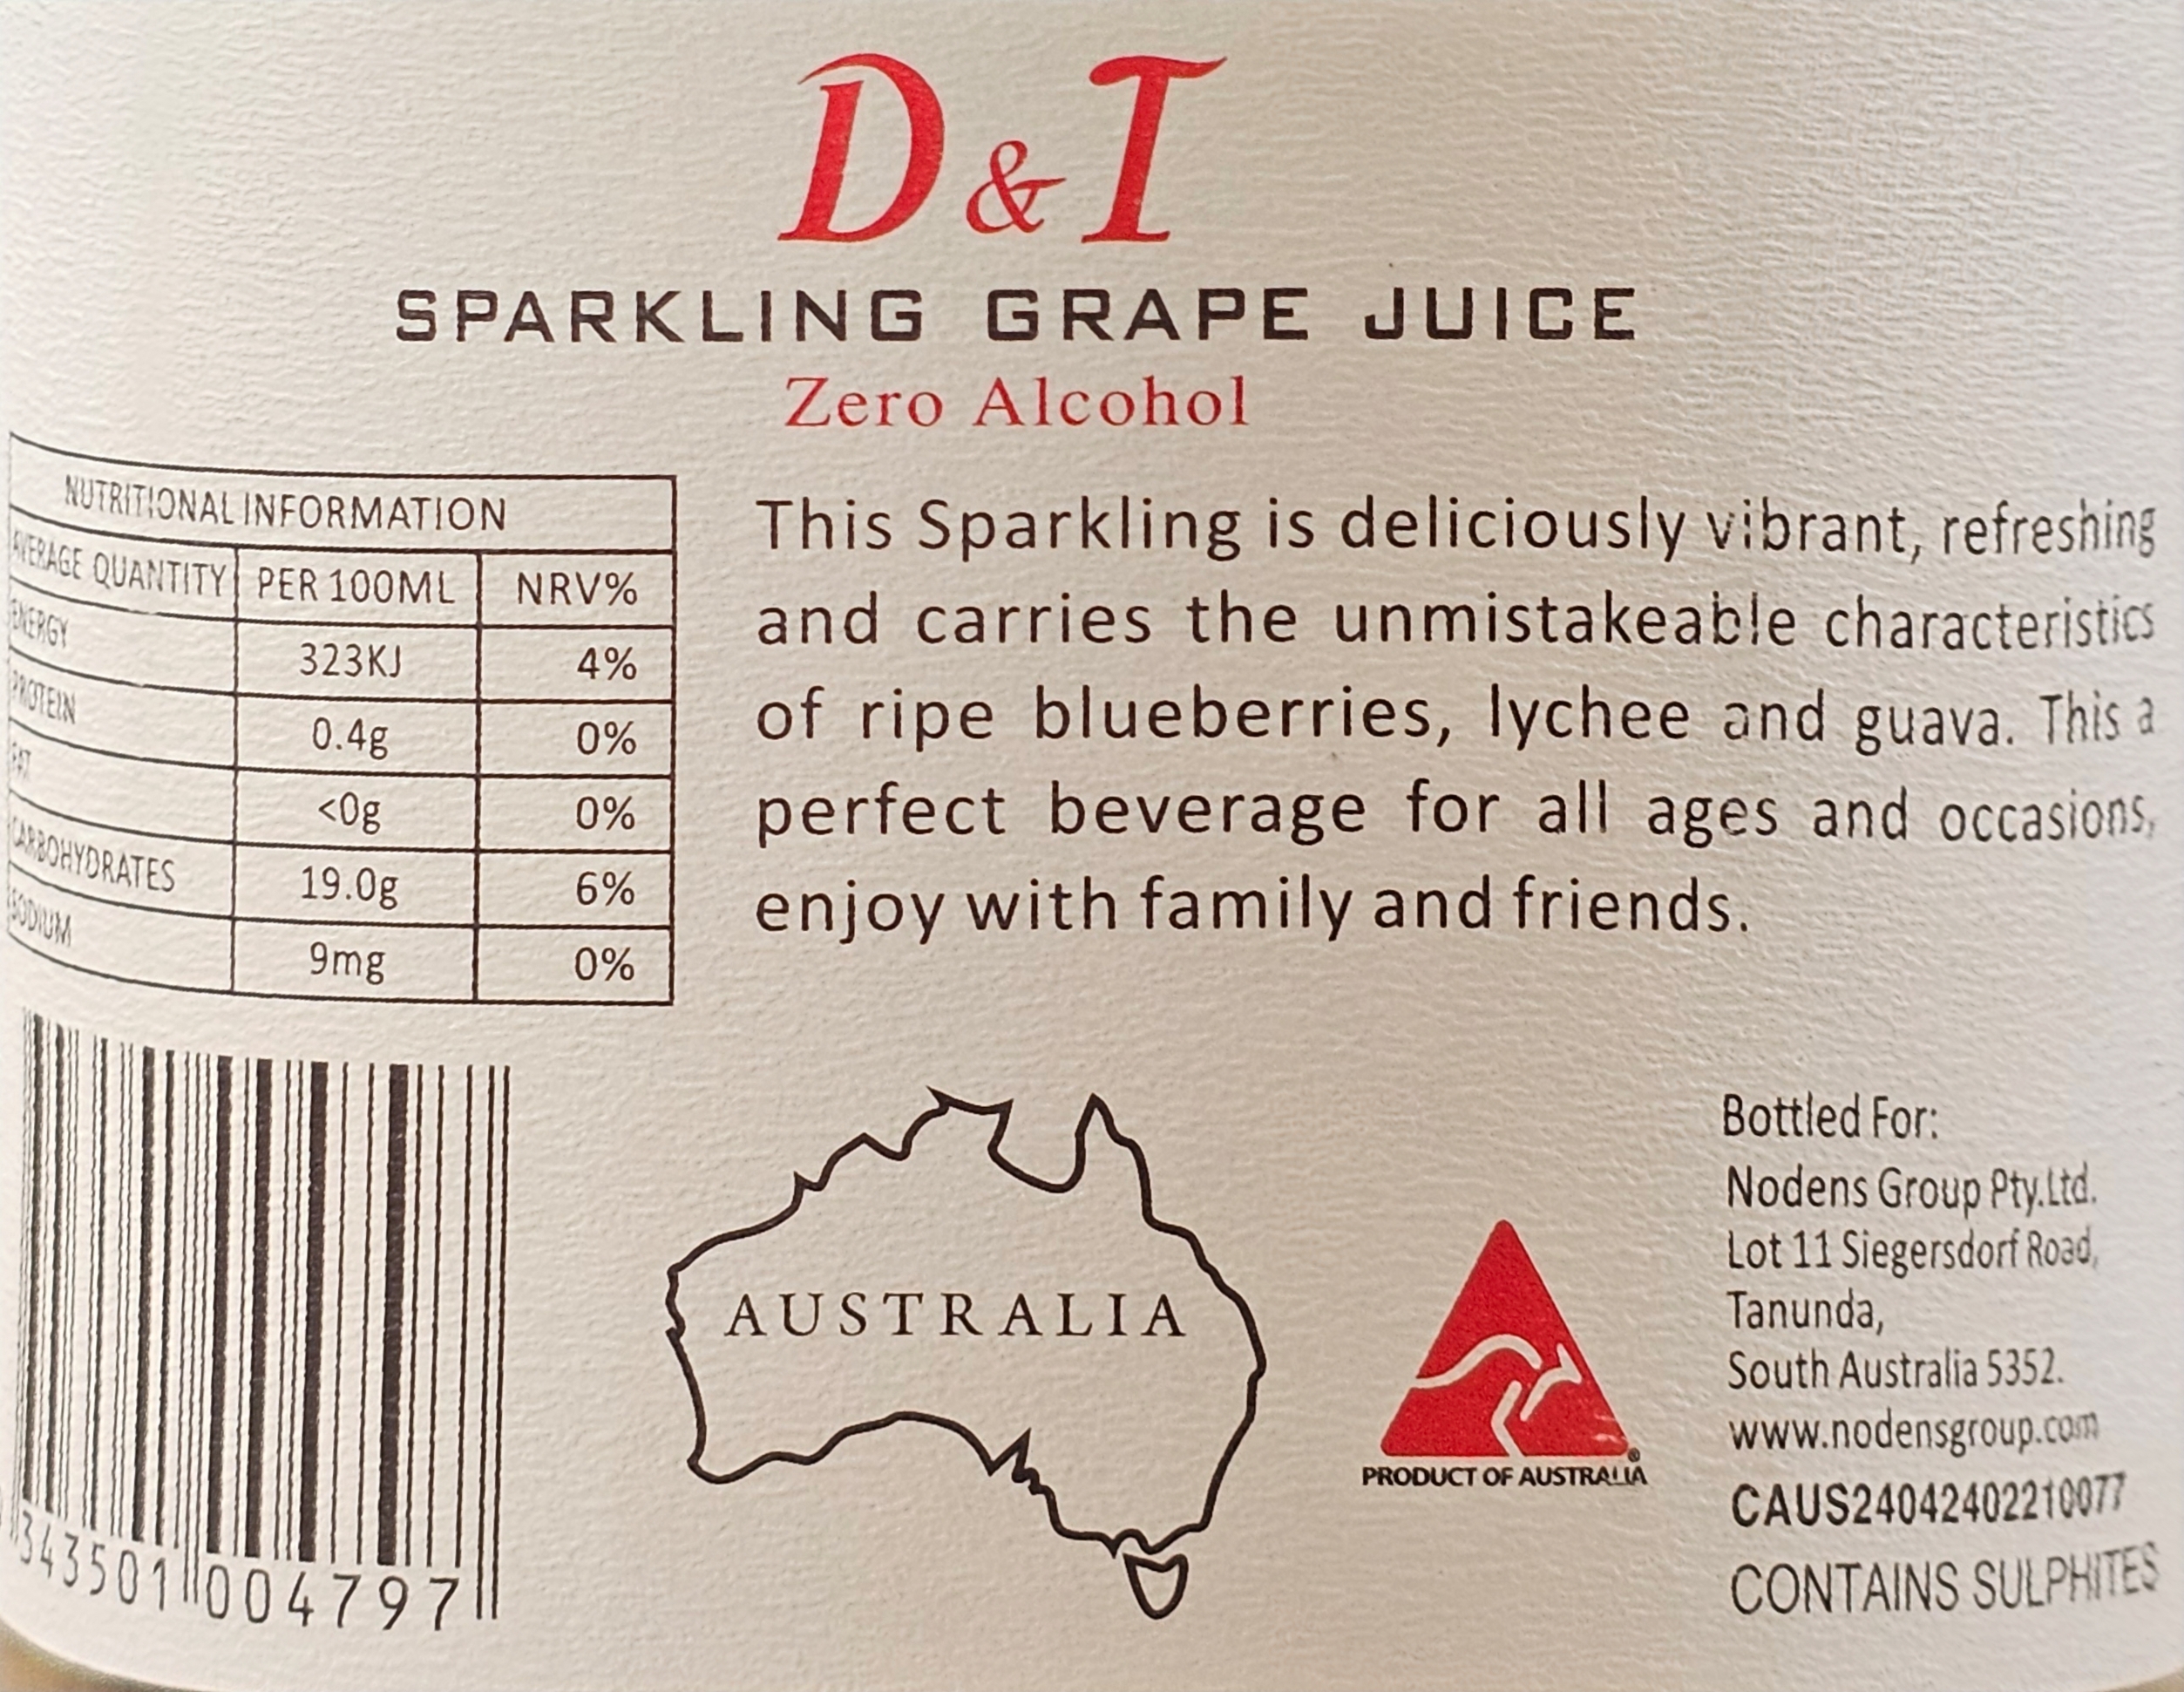 D&T
SPARKLING GRAPE JUICE
Zero Alcohol
NUTRITIONAL INFORMATION
AVERAGE QUANTITY PER 100ML NRV%
ENERGY 323KJ 4%
PROTEIN 0.4g 0%
FAT <0g 0%
CARBOHYDRATES 19.0g 6%
SODIUM 9mg 0%
This Sparkling is deliciously vibrant, refreshing
and carries the unmistakeable characteristics
of ripe blueberries, lychee and guava. This a
perfect beverage for all ages and occasions,
enjoy with family and friends.
343501 004797
AUSTRALIA
PRODUCT OF AUSTRALIA
Bottled For:
Nodens Group Pty.Ltd.
Lot 11 Siegersdorf Road,
Tanunda,
South Australia 5352.
www.nodensgroup.com
CAUS24042402210077
CONTAINS SULPHITES